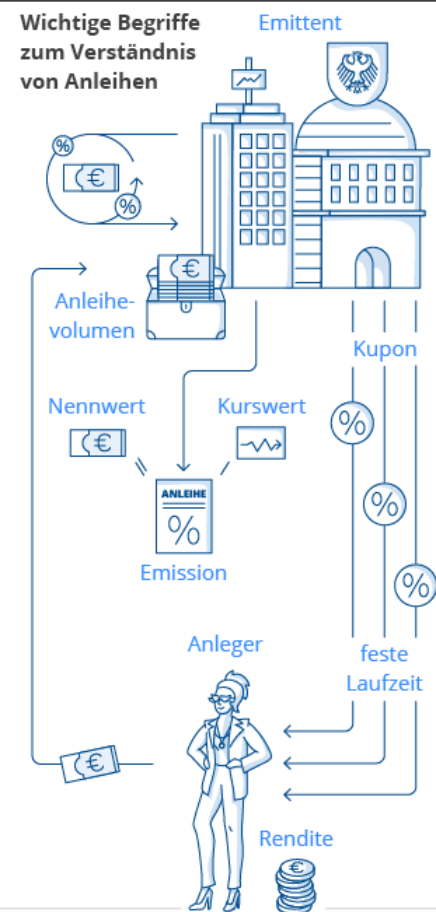 Wichtige Begriffe
zum Verständnis
von Anleihen
Emittent
%
€
%
€
Anleihe-
volumen
Kupon
Nennwert
Kurswert
€
%
ANLEIHE
%
%
Emission
%
Anleger
feste
Laufzeit
€
Rendite
€